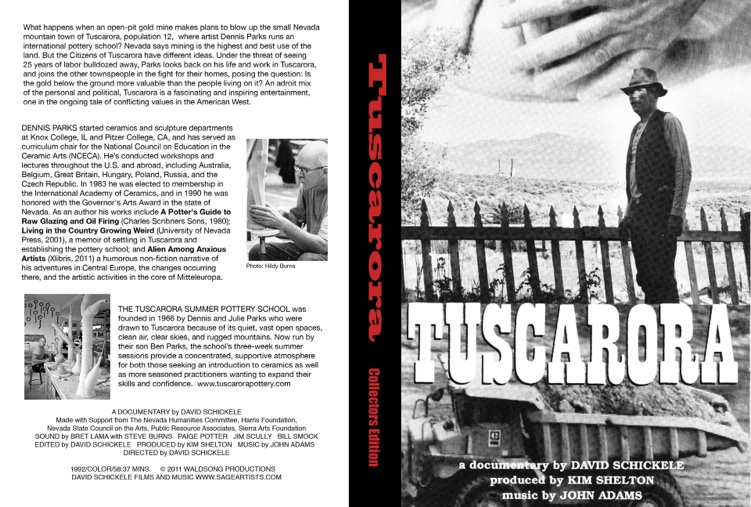 What happens when an open-pit gold mine makes plans to blow up the small Nevada
mountain town of Tuscarora, population 12, where artist Dennis Parks runs an
international pottery school? Nevada says mining is the highest and best use of the
land. But the Citizens of Tuscarora have different ideas. Under the threat of seeing
25 years of labor bulldozed away, Parks looks back on his life and work in Tuscarora,
and joins the other townspeople in the fight for their homes, posing the question: Is
the gold below the ground more valuable than the people living on it? An adroit mix
of the personal and political, Tuscarora is a fascinating and inspiring entertainment,
one in the ongoing tale of conflicting values in the American West.
DENNIS PARKS started ceramics and sculpture departments
at Knox College, IL and Pitzer College, CA, and has served as
curriculum chair for the National Council on Education in the
Ceramic Arts (NCECA). He's conducted workshops and
lectures throughout the U.S. and abroad, including Australia,
Belgium, Great Britain, Hungary, Poland, Russia, and the
Czech Republic. In 1983 he was elected to membership in
the International Academy of Ceramics, and in 1990 he was
honored with the Governor's Arts Award in the state of
Nevada. As an author his works include A Potter's Guide to
Raw Glazing and Oil Firing (Charles Scribners Sons, 1980);
Living in the Country Growing Weird (University of Nevada
Press, 2001), a memoir of settling in Tuscarora and
establishing the pottery school; and Alien Among Anxious
Artists (Xlibris, 2011) a humorous non-fiction narrative of
his adventures in Central Europe, the changes occurring
there, and the artistic activities in the core of Mitteleuropa.
Photo: Hildy Burns
THE TUSCARORA SUMMER POTTERY SCHOOL was
founded in 1966 by Dennis and Julie Parks who were
drawn to Tuscarora because of its quiet, vast open spaces,
clean air, clear skies, and rugged mountains. Now run by
their son Ben Parks, the school's three-week summer
sessions provide a concentrated, supportive atmosphere
for both those seeking an introduction to ceramics as well
as more seasoned practitioners wanting to expand their
skills and confidence. www.tuscarorapottery.com
A DOCUMENTARY by DAVID SCHICKELE
Made with Support from The Nevada Humanities Committee, Harris Foundation,
Nevada State Council on the Arts, Public Resource Associates, Sierra Arts Foundation
SOUND by BRET LAMA with STEVE BURNS PAIGE POTTER JIM SCULLY BILL SMOCK
EDITED by DAVID SCHICKELE PRODUCED by KIM SHELTON MUSIC by JOHN ADAMS
DIRECTED by DAVID SCHICKELE
1992/COLOR/58:37 MINS. © 2011 WALDSONG PRODUCTIONS
DAVID SCHICKELE FILMS AND MUSIC WWW.SAGEARTISTS.COM
Tuscarora
Collectors Edition
TUSCARORA
a documentary by DAVID SCHICKELE
produced by KIM SHELTON
music by JOHN ADAMS